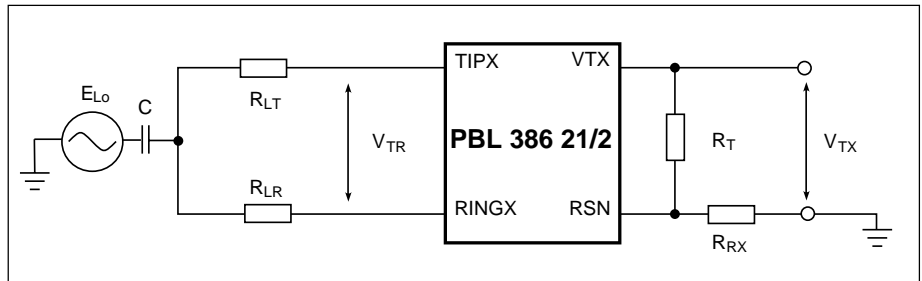 TIPX
VTX
E_Lo
C
R_LT
V_TR
PBL 386 21/2
R_T
V_TX
R_LR
RINGX
RSN
R_RX